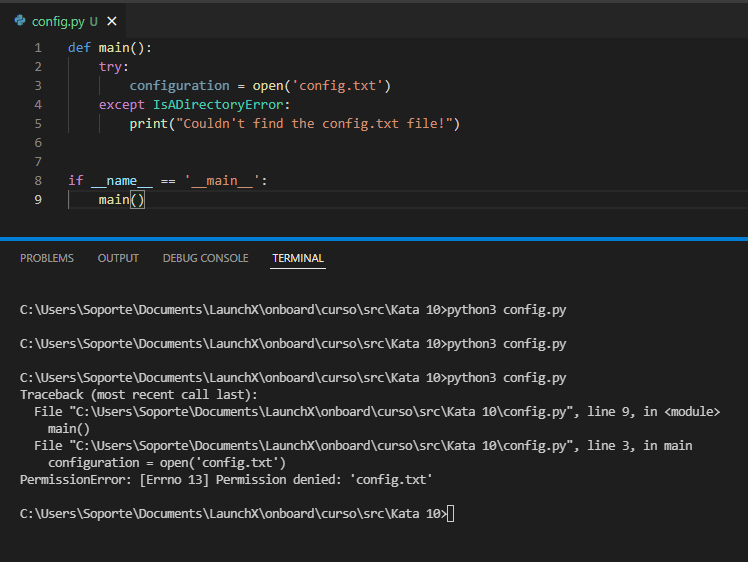 config.py U ×
1 def main():
2     try:
3         configuration = open('config.txt')
4     except IsADirectoryError:
5         print("Couldn't find the config.txt file!")
6
7
8 if __name__ == '__main__':
9     main()
PROBLEMS OUTPUT DEBUG CONSOLE TERMINAL
C:\Users\Soporte\Documents\LaunchX\onboard\curso\src\Kata 10>python3 config.py
C:\Users\Soporte\Documents\LaunchX\onboard\curso\src\Kata 10>python3 config.py
C:\Users\Soporte\Documents\LaunchX\onboard\curso\src\Kata 10>python3 config.py
Traceback (most recent call last):
  File "C:\Users\Soporte\Documents\LaunchX\onboard\curso\src\Kata 10\config.py", line 9, in <module>
    main()
  File "C:\Users\Soporte\Documents\LaunchX\onboard\curso\src\Kata 10\config.py", line 3, in main
    configuration = open('config.txt')
PermissionError: [Errno 13] Permission denied: 'config.txt'
C:\Users\Soporte\Documents\LaunchX\onboard\curso\src\Kata 10>